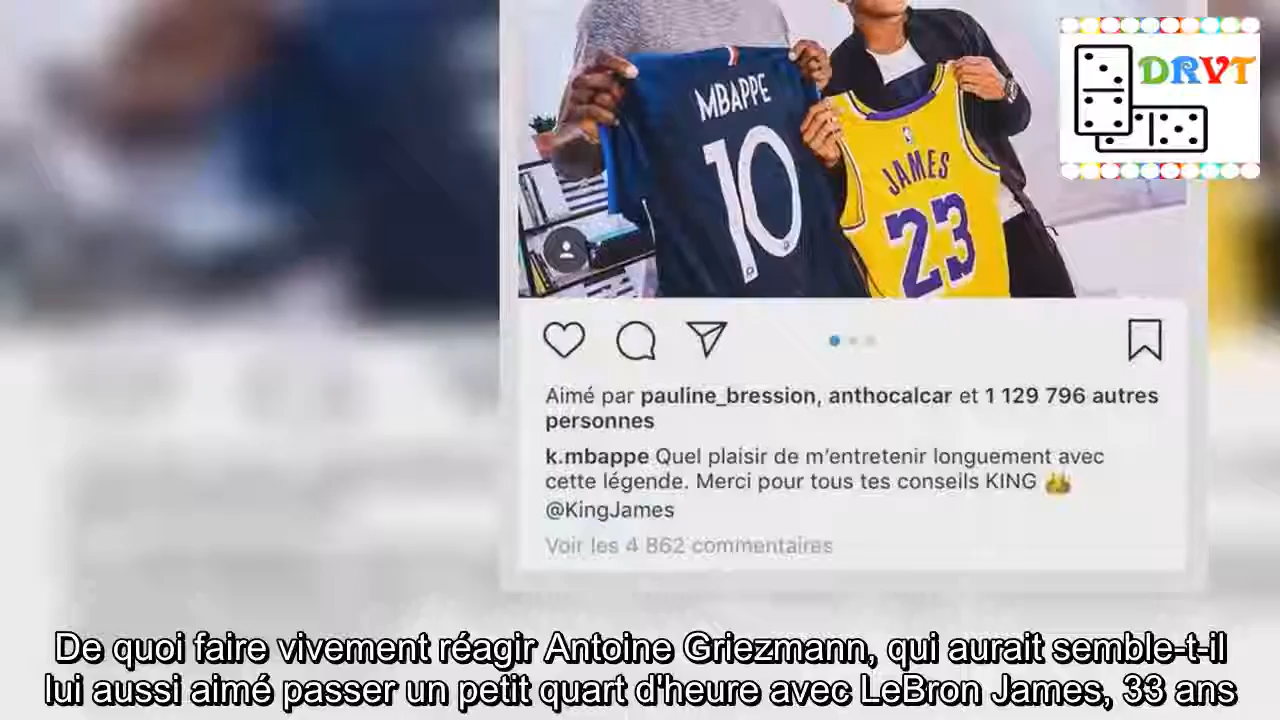 MBAPPE
10
JAMES
23
DRVT
Aimé par pauline_bression, anthocalcar et 1 129 796 autres
personnes
k.mbappe Quel plaisir de m'entretenir longuement avec
cette légende. Merci pour tous tes conseils KING
@KingJames
Voir les 4 862 commentaires
De quoi faire vivement réagir Antoine Griezmann, qui aurait semble-t-il
lui aussi aimé passer un petit quart d'heure avec LeBron James, 33 ans